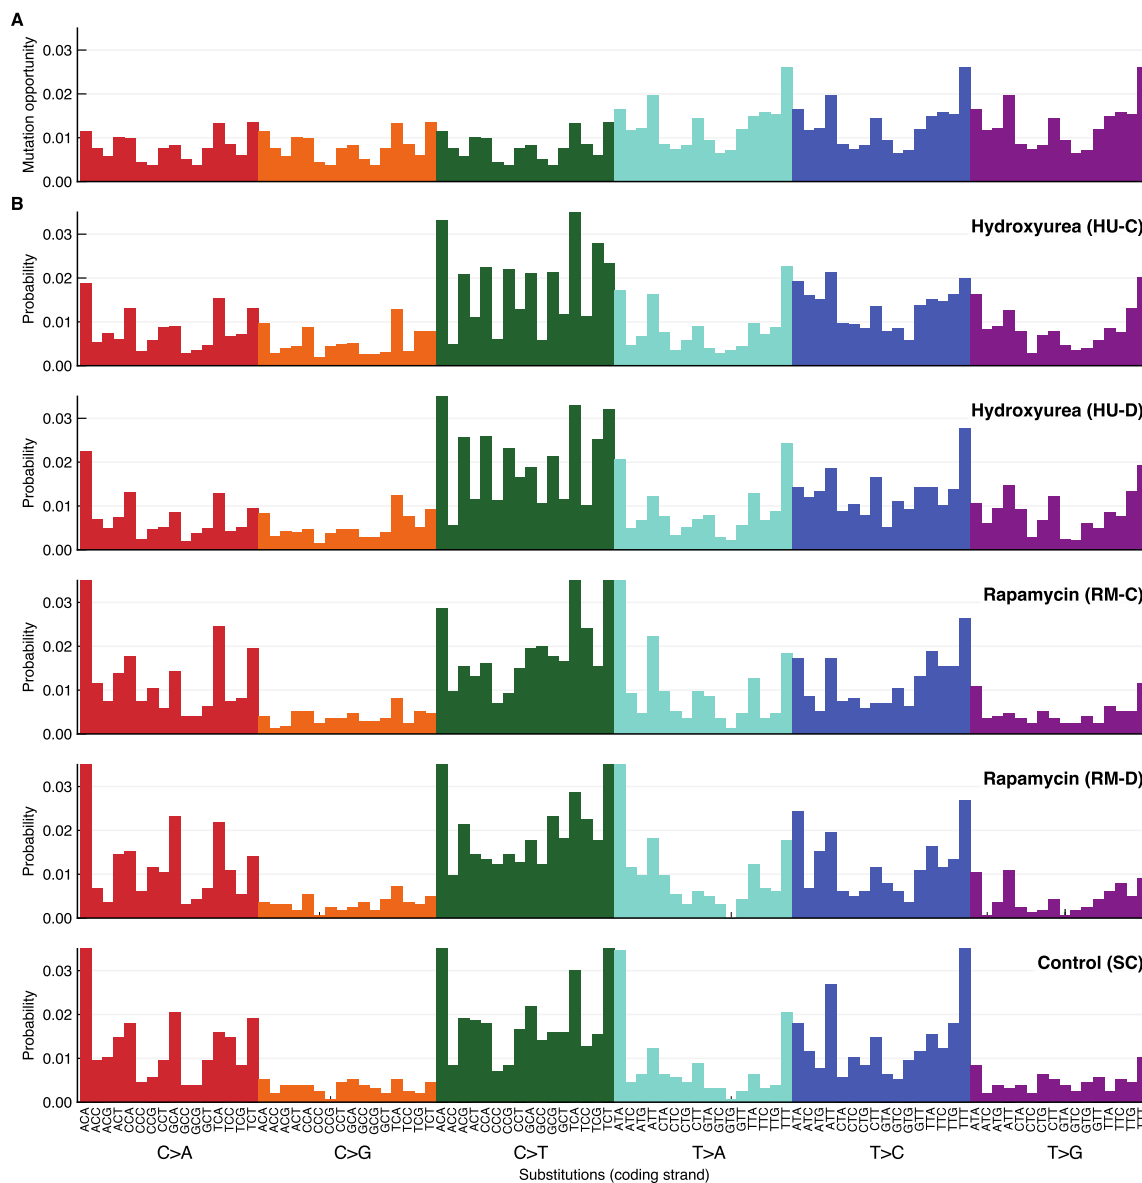 A
Mutation opportunity
0.03
0.02
0.01
0.00
B
Hydroxyurea (HU-C)
Probability
0.03
0.02
0.01
0.00
Hydroxyurea (HU-D)
Probability
0.03
0.02
0.01
0.00
Rapamycin (RM-C)
Probability
0.03
0.02
0.01
0.00
Rapamycin (RM-D)
Probability
0.03
0.02
0.01
0.00
Control (SC)
Probability
0.03
0.02
0.01
0.00
ACA ACC ACG ACT CCA CCC CCG CCT GCA GCC GCG GCT TCA TCC TCG TCT ACA ACC ACG ACT CCA CCC CCG CCT GCA GCC GCG GCT TCA TCC TCG TCT ACA ACC ACG ACT CCA CCC CCG CCT GCA GCC GCG GCT TCA TCC TCG TCT ATA ATC ATG ATT CTA CTC CTG CTT GTA GTC GTG GTT TTA TTC TTG TTT ATA ATC ATG ATT CTA CTC CTG CTT GTA GTC GTG GTT TTA TTC TTG TTT ATA ATC ATG ATT CTA CTC CTG CTT GTA GTC GTG GTT TTA TTC TTG TTT
C>A C>G C>T T>A T>C T>G
Substitutions (coding strand)